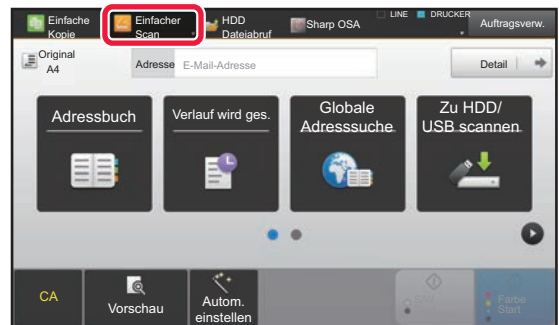 Einfache
Kopie
Einfacher
Scan
HDD
Dateiabruf
Sharp OSA
LINE
DRUCKER
Auftragsverw.
Original
A4
Adresse
E-Mail-Adresse
Detail
Adressbuch
Verlauf wird ges.
Globale
Adresssuche
Zu HDD/
USB scannen
CA
Vorschau
Autom.
einstellen
Farbe
Start